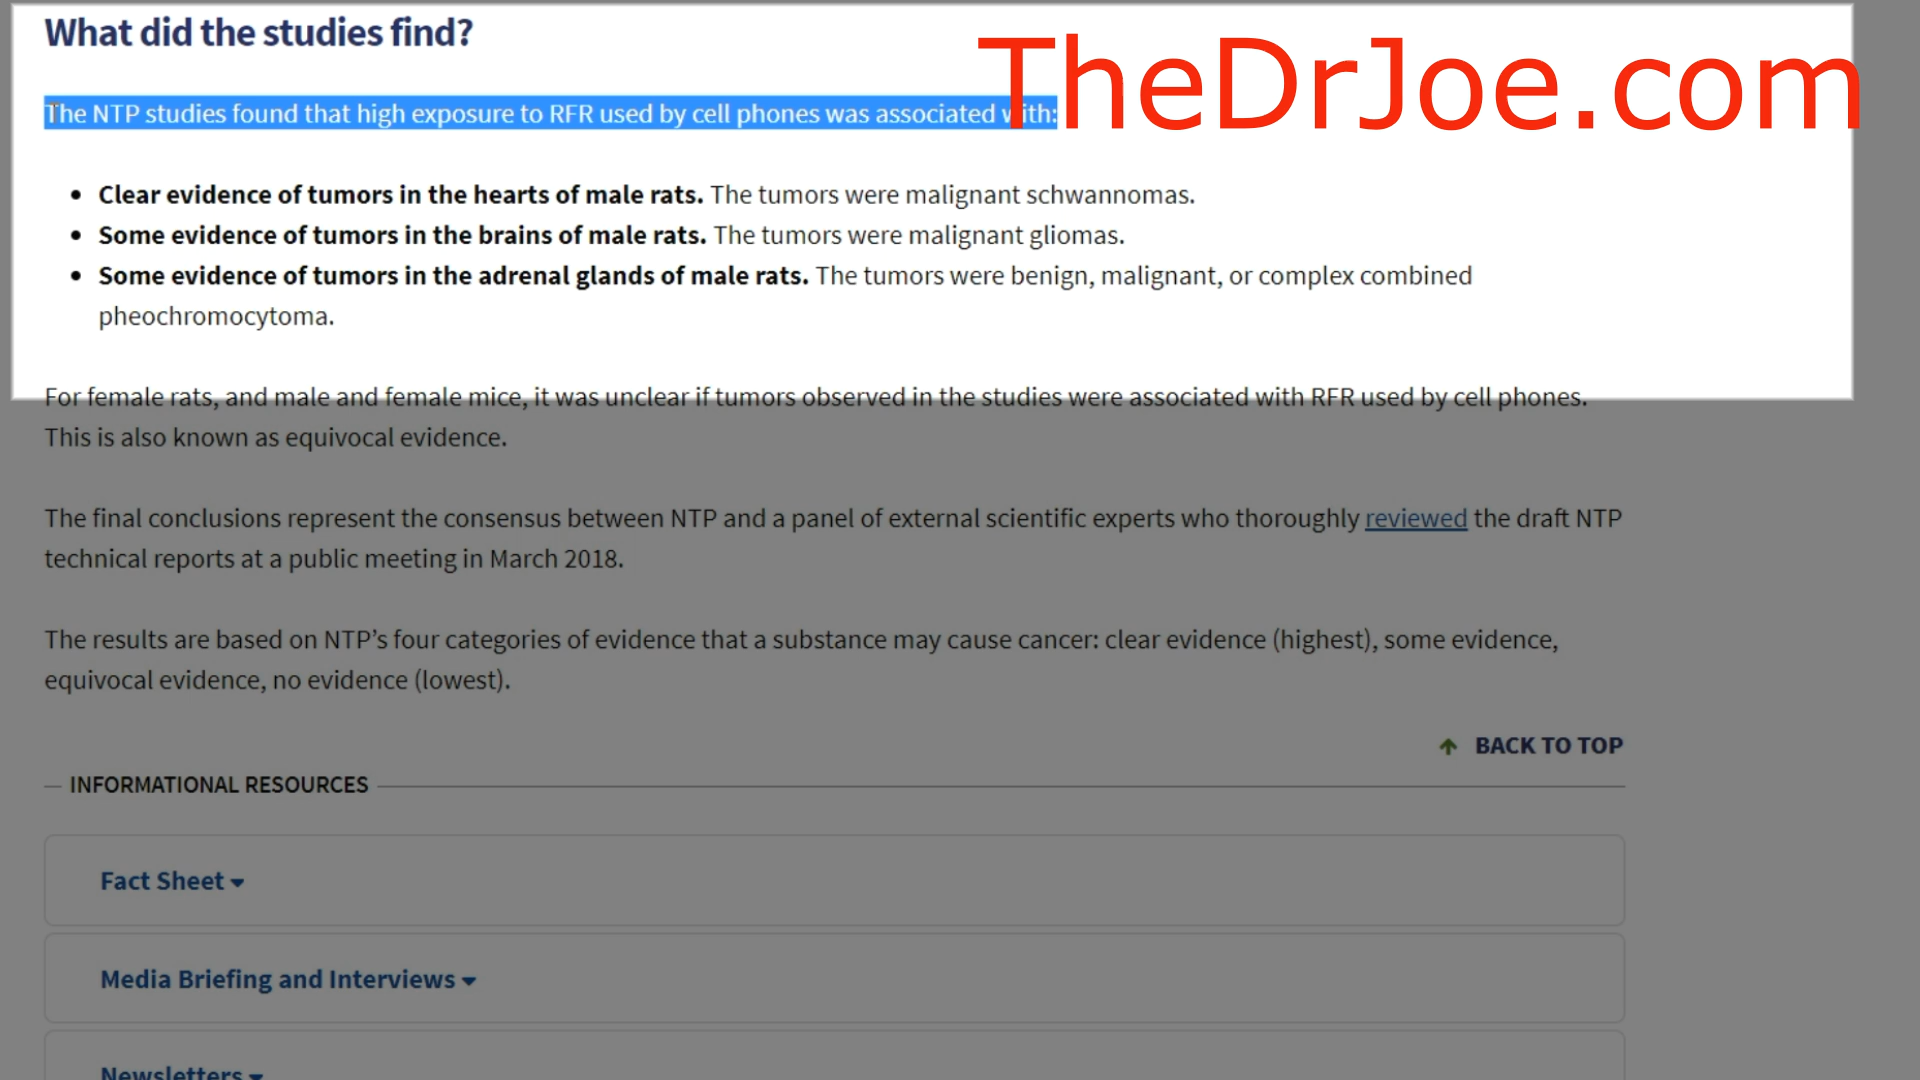 What did the studies find?
TheDrJoe.com
The NTP studies found that high exposure to RFR used by cell phones was associated with:
• Clear evidence of tumors in the hearts of male rats. The tumors were malignant schwannomas.
• Some evidence of tumors in the brains of male rats. The tumors were malignant gliomas.
• Some evidence of tumors in the adrenal glands of male rats. The tumors were benign, malignant, or complex combined
pheochromocytoma.
For female rats, and male and female mice, it was unclear if tumors observed in the studies were associated with RFR used by cell phones.
This is also known as equivocal evidence.
The final conclusions represent the consensus between NTP and a panel of external scientific experts who thoroughly reviewed the draft NTP
technical reports at a public meeting in March 2018.
The results are based on NTP’s four categories of evidence that a substance may cause cancer: clear evidence (highest), some evidence,
equivocal evidence, no evidence (lowest).
BACK TO TOP
INFORMATIONAL RESOURCES
Fact Sheet
Media Briefing and Interviews
Newsletters